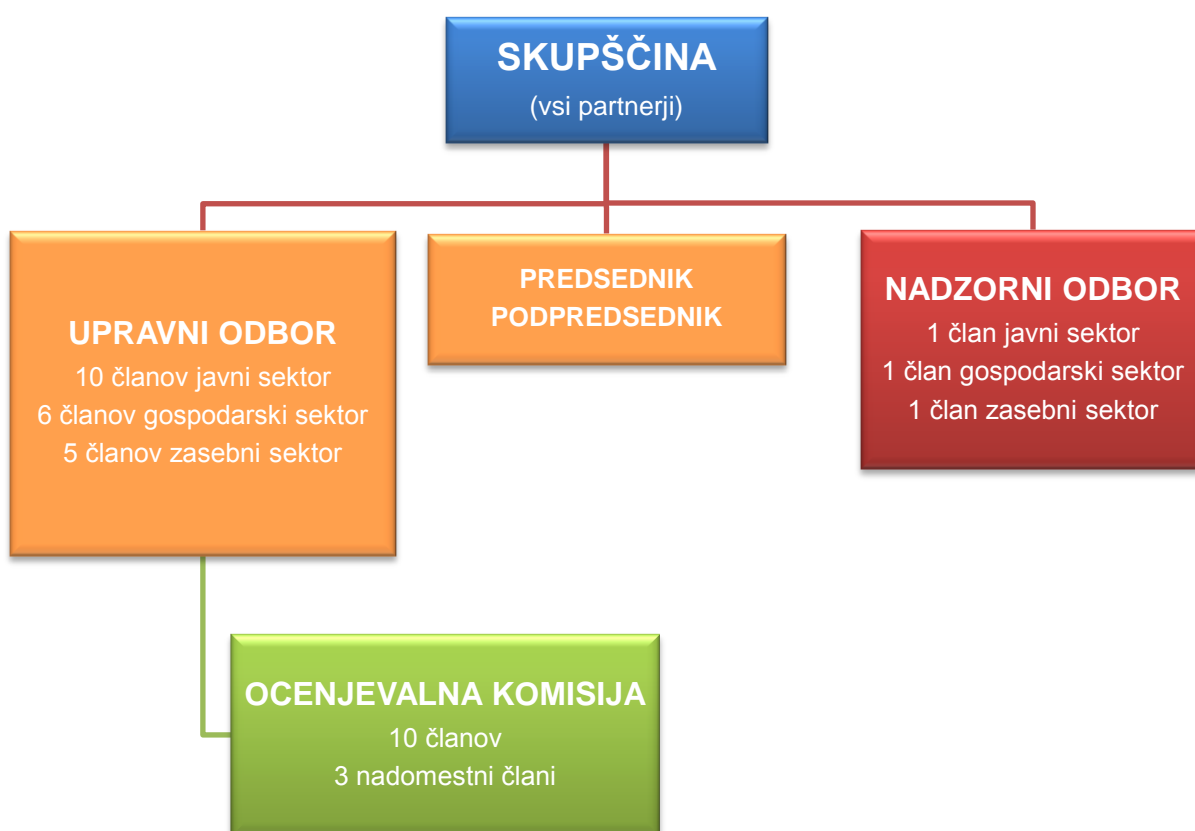 SKUPŠČINA
(vsi partnerji)
UPRAVNI ODBOR
10 članov javni sektor
6 članov gospodarski sektor
5 članov zasebni sektor
PREDSEDNIK
PODPREDSEDNIK
NADZORNI ODBOR
1 član javni sektor
1 član gospodarski sektor
1 član zasebni sektor
OCENJEVALNA KOMISIJA
10 članov
3 nadomestni člani